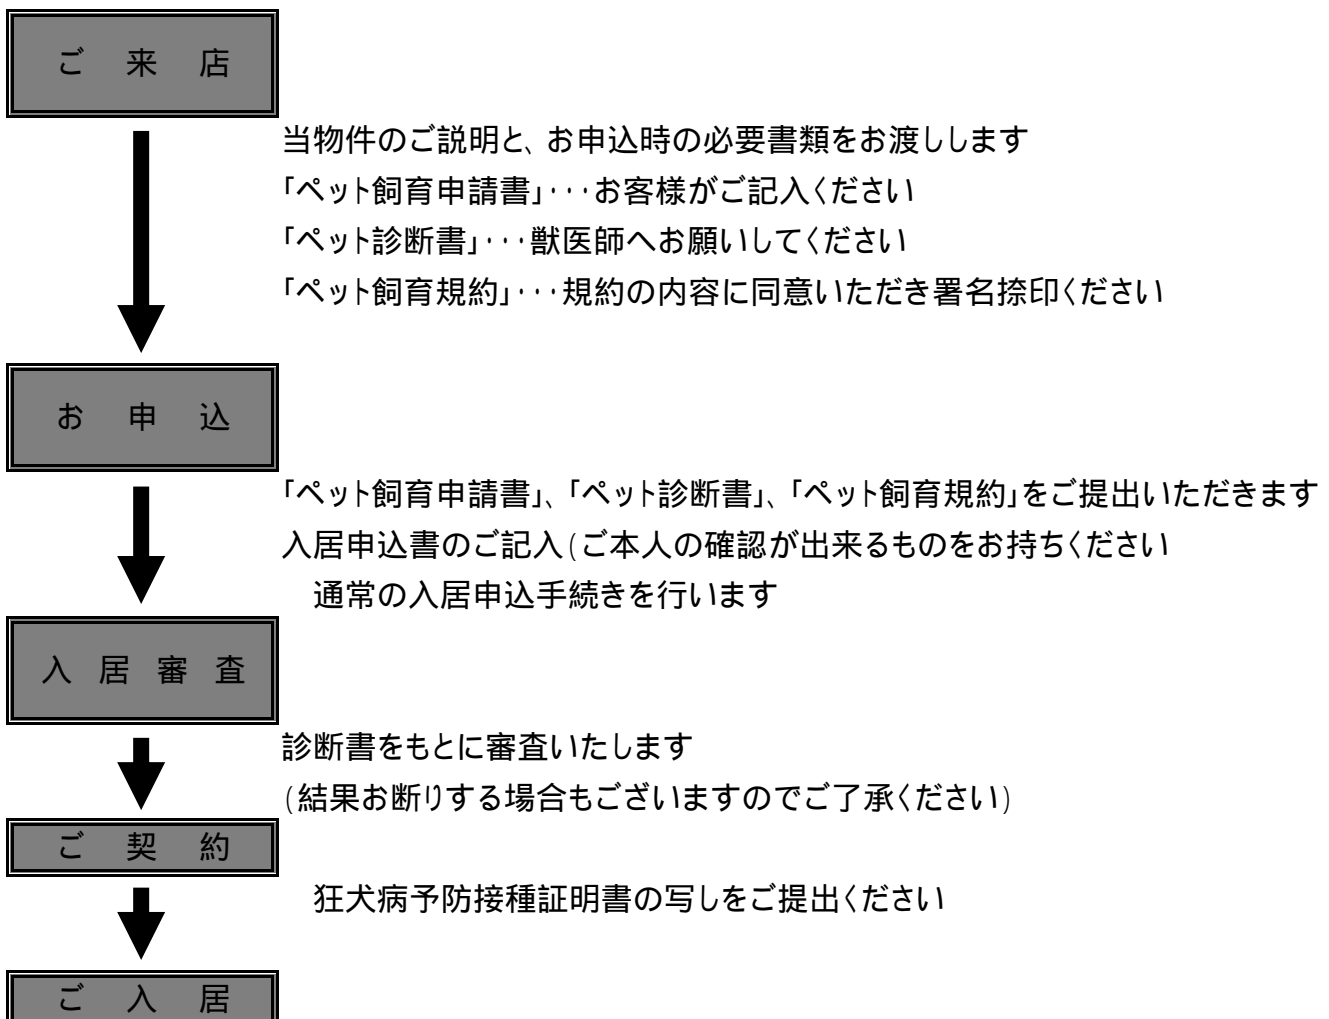 ご来店
当物件のご説明と、お申込時の必要書類をお渡しします
「ペット飼育申請書」・・・お客様がご記入ください
「ペット診断書」・・・獣医師へお願いしてください
「ペット飼育規約」・・・規約の内容に同意いただき署名捺印ください
お申込
「ペット飼育申請書」、「ペット診断書」、「ペット飼育規約」をご提出いただきます
入居申込書のご記入(ご本人の確認が出来るものをお持ちください
通常の入居申込手続きを行います
入居審査
診断書をもとに審査いたします
(結果お断りする場合もございますのでご了承ください)
ご契約
狂犬病予防接種証明書の写しをご提出ください
ご入居